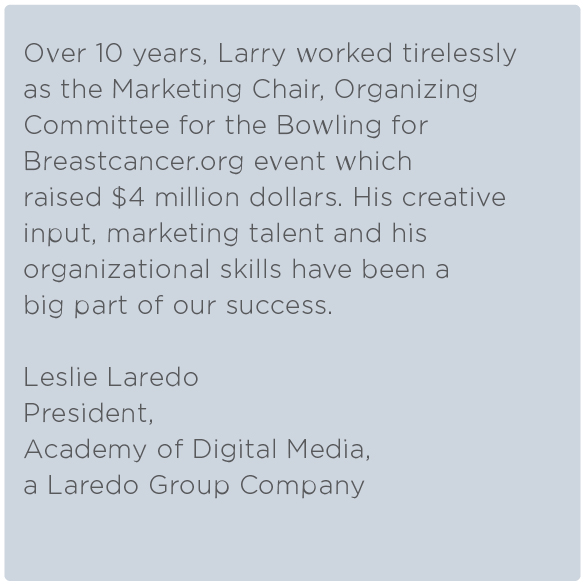 Over 10 years, Larry worked tirelessly
as the Marketing Chair, Organizing
Committee for the Bowling for
Breastcancer.org event which
raised $4 million dollars. His creative
input, marketing talent and his
organizational skills have been a
big part of our success.
Leslie Laredo
President,
Academy of Digital Media,
a Laredo Group Company